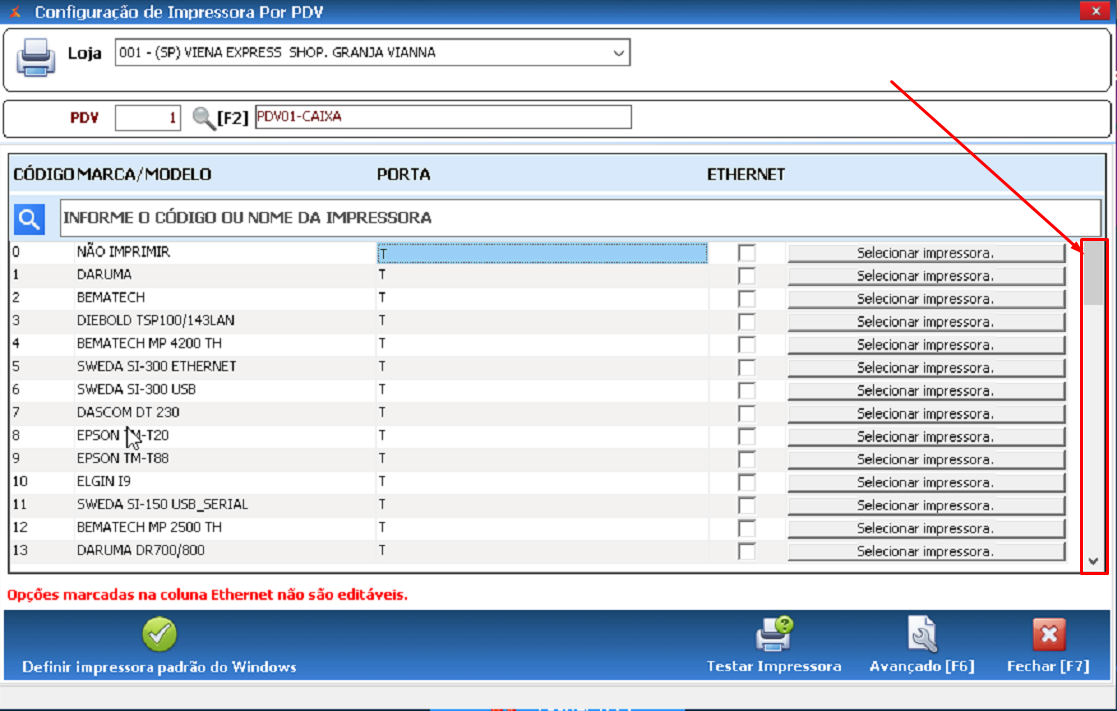 Configuração de Impressora Por PDV
Loja 001 - (SP) VIENA EXPRESS SHOP. GRANJA VIANNA
PDV 1 [F2] PDV01-CAIXA
CÓDIGO MARCA/MODELO PORTA ETHERNET
INFORME O CÓDIGO OU NOME DA IMPRESSORA
0 NÃO IMPRIMIR T Selecionar impressora.
1 DARUMA T Selecionar impressora.
2 BEMATECH T Selecionar impressora.
3 DIEBOLD TSP100/143LAN T Selecionar impressora.
4 BEMATECH MP 4200 TH T Selecionar impressora.
5 SWEDA SI-300 ETHERNET T Selecionar impressora.
6 SWEDA SI-300 USB T Selecionar impressora.
7 DASCOM DT 230 T Selecionar impressora.
8 EPSON TM-T20 T Selecionar impressora.
9 EPSON TM-T88 T Selecionar impressora.
10 ELGIN I9 T Selecionar impressora.
11 SWEDA SI-150 USB_SERIAL T Selecionar impressora.
12 BEMATECH MP 2500 TH T Selecionar impressora.
13 DARUMA DR700/800 T Selecionar impressora.
Opções marcadas na coluna Ethernet não são editáveis.
Definir impressora padrão do Windows Testar Impressora Avançado [F6] Fechar [F7]